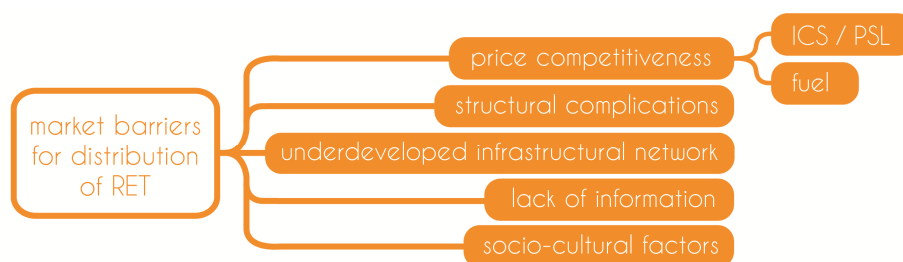 market barriers
for distribution
of RET
price competitiveness
ICS / PSL
fuel
structural complications
underdeveloped infrastructural network
lack of information
socio-cultural factors